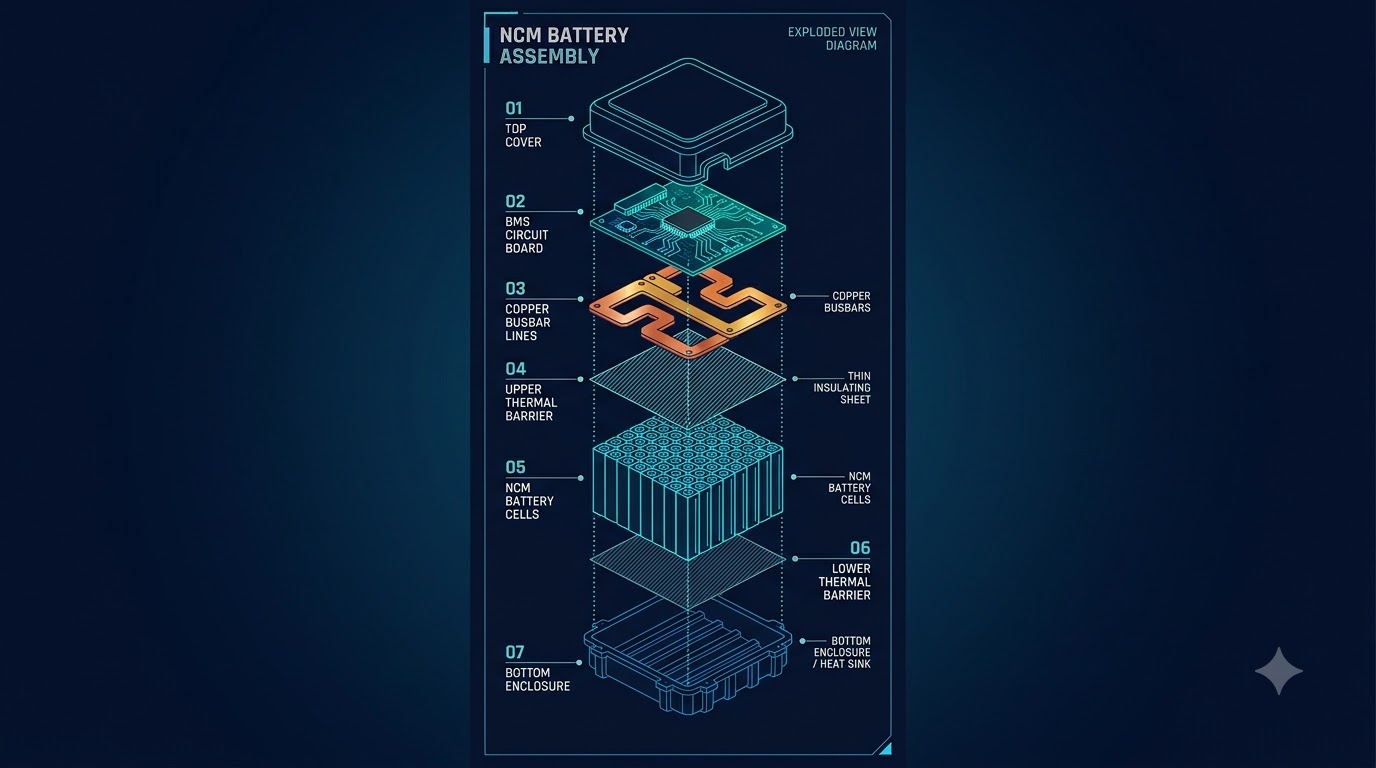 NCM BATTERY
ASSEMBLY
EXPLODED VIEW
DIAGRAM
01
TOP
COVER
02
BMS
CIRCUIT
BOARD
03
COPPER
BUSBAR
LINES
CDPPER
BUSBARS
04
UPPER
THERMAL
BARRIER
THIN
INSULATING
SHEET
05
NCM
BATTERY
CELLS
NCM
BATTERY
CELLS
06
LOWER
THERMAL
BARRIER
07
BOTTOM
ENCLOSURE
BOTTOM
ENCLOSURE
/ HEAT SINK